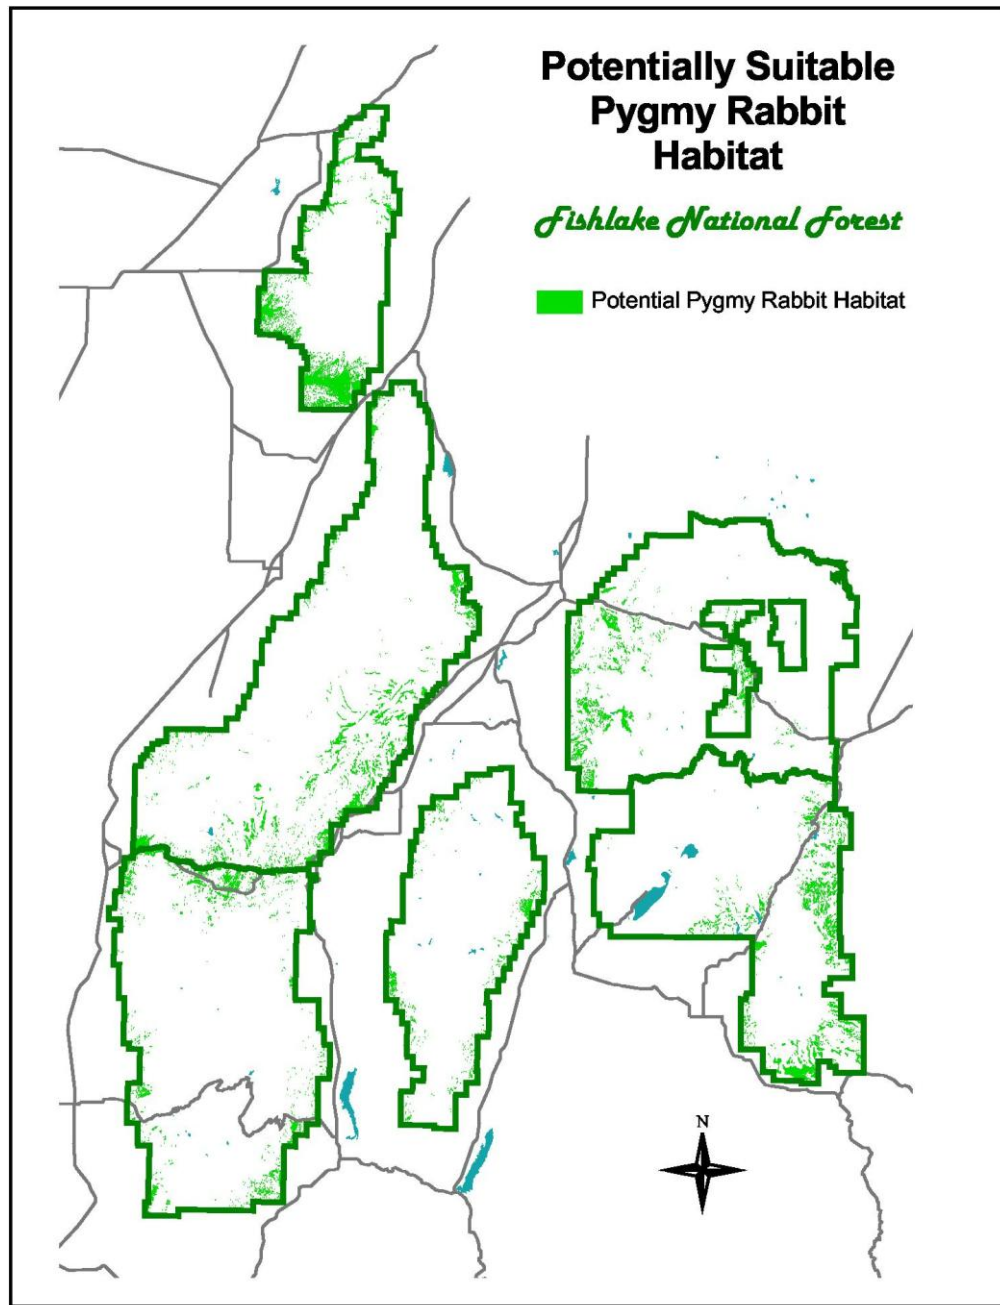 Potentially Suitable
Pygmy Rabbit
Habitat
Fishlake National Forest
Potential Pygmy Rabbit Habitat
N